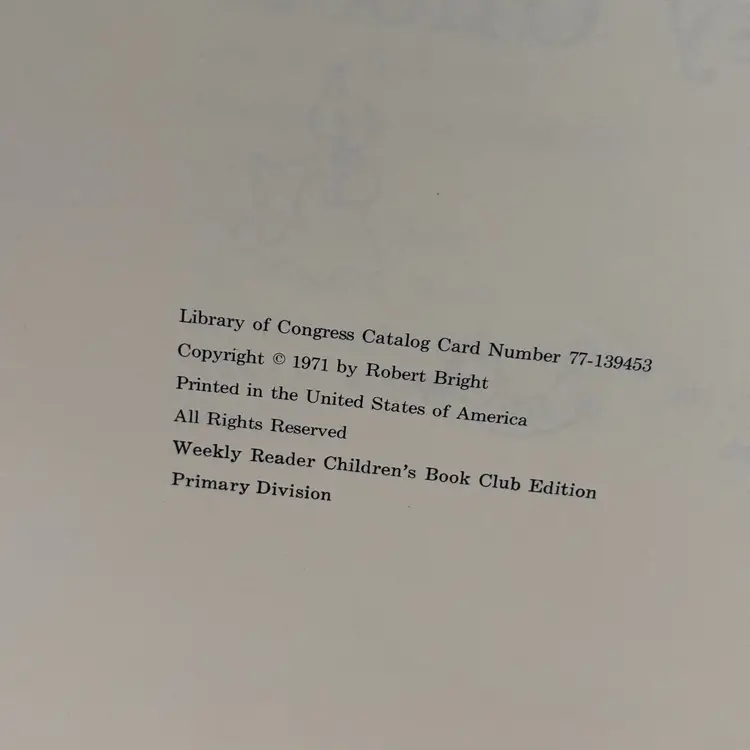 Library of Congress Catalog Card Number 77-139453
Copyright © 1971 by Robert Bright
Printed in the United States of America
All Rights Reserved
Weekly Reader Children's Book Club Edition
Primary Division